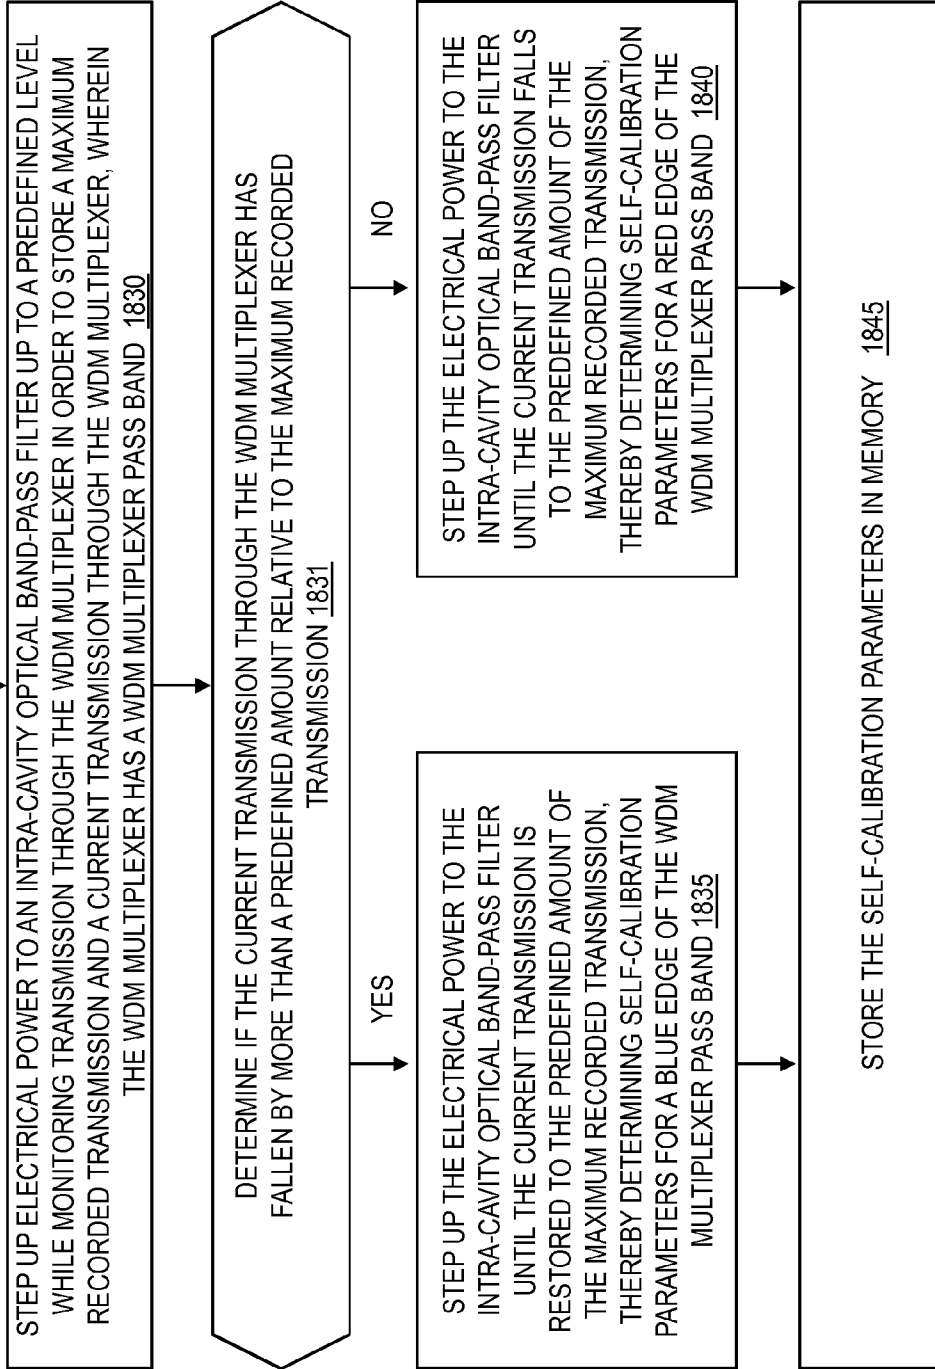 STEP UP ELECTRICAL POWER TO AN INTRA-CAVITY OPTICAL BAND-PASS FILTER UP TO A PREDEFINED LEVEL
WHILE MONITORING TRANSMISSION THROUGH THE WDM MULTIPLEXER IN ORDER TO STORE A MAXIMUM
RECORDED TRANSMISSION AND A CURRENT TRANSMISSION THROUGH THE WDM MULTIPLEXER, WHEREIN
THE WDM MULTIPLEXER HAS A WDM MULTIPLEXER PASS BAND 1830
DETERMINE IF THE CURRENT TRANSMISSION THROUGH THE WDM MULTIPLEXER HAS
FALLEN BY MORE THAN A PREDEFINED AMOUNT RELATIVE TO THE MAXIMUM RECORDED
TRANSMISSION 1831
YES
STEP UP THE ELECTRICAL POWER TO THE
INTRA-CAVITY OPTICAL BAND-PASS FILTER
UNTIL THE CURRENT TRANSMISSION IS
RESTORED TO THE PREDEFINED AMOUNT OF
THE MAXIMUM RECORDED TRANSMISSION,
THEREBY DETERMINING SELF-CALIBRATION
PARAMETERS FOR A BLUE EDGE OF THE WDM
MULTIPLEXER PASS BAND 1835
NO
STEP UP THE ELECTRICAL POWER TO THE
INTRA-CAVITY OPTICAL BAND-PASS FILTER
UNTIL THE CURRENT TRANSMISSION FALLS
TO THE PREDEFINED AMOUNT OF THE
MAXIMUM RECORDED TRANSMISSION,
THEREBY DETERMINING SELF-CALIBRATION
PARAMETERS FOR A RED EDGE OF THE
WDM MULTIPLEXER PASS BAND 1840
STORE THE SELF-CALIBRATION PARAMETERS IN MEMORY 1845